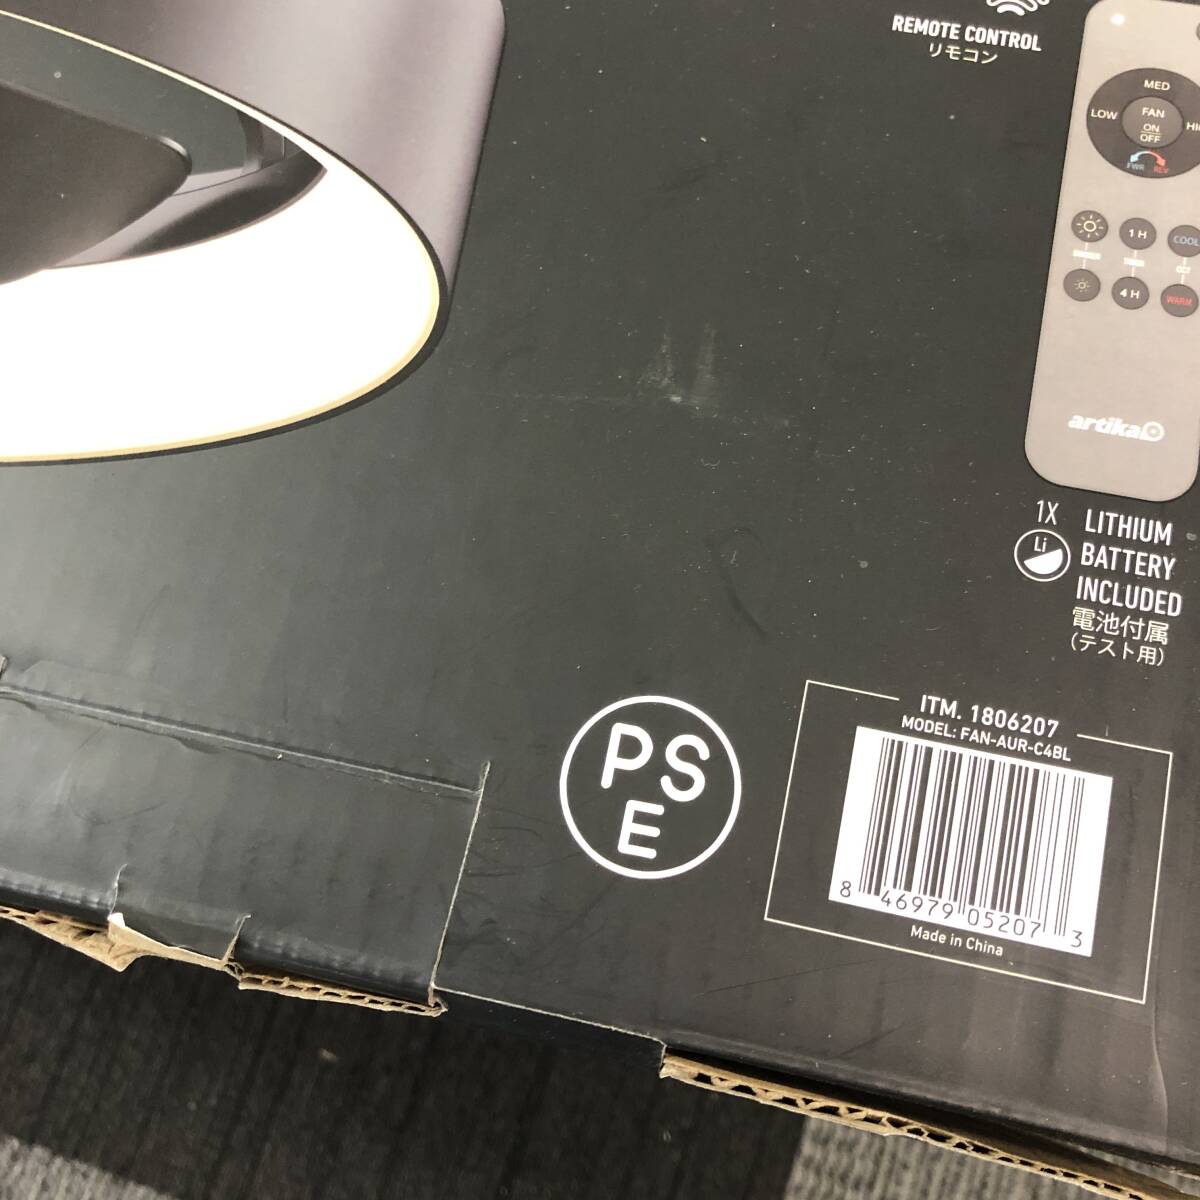 REMOTE CONTROL
リモコン
MED
LOW
FAN
ON
OFF
FWR
REV
1 H
COOL
4 H
WARM
artika
1X
LITHIUM
Li
BATTERY
INCLUDED
電池付属
(テスト用)
PS
E
ITM. 1806207
MODEL: FAN-AUR-C4BL
8 46979 05207 3
Made in China